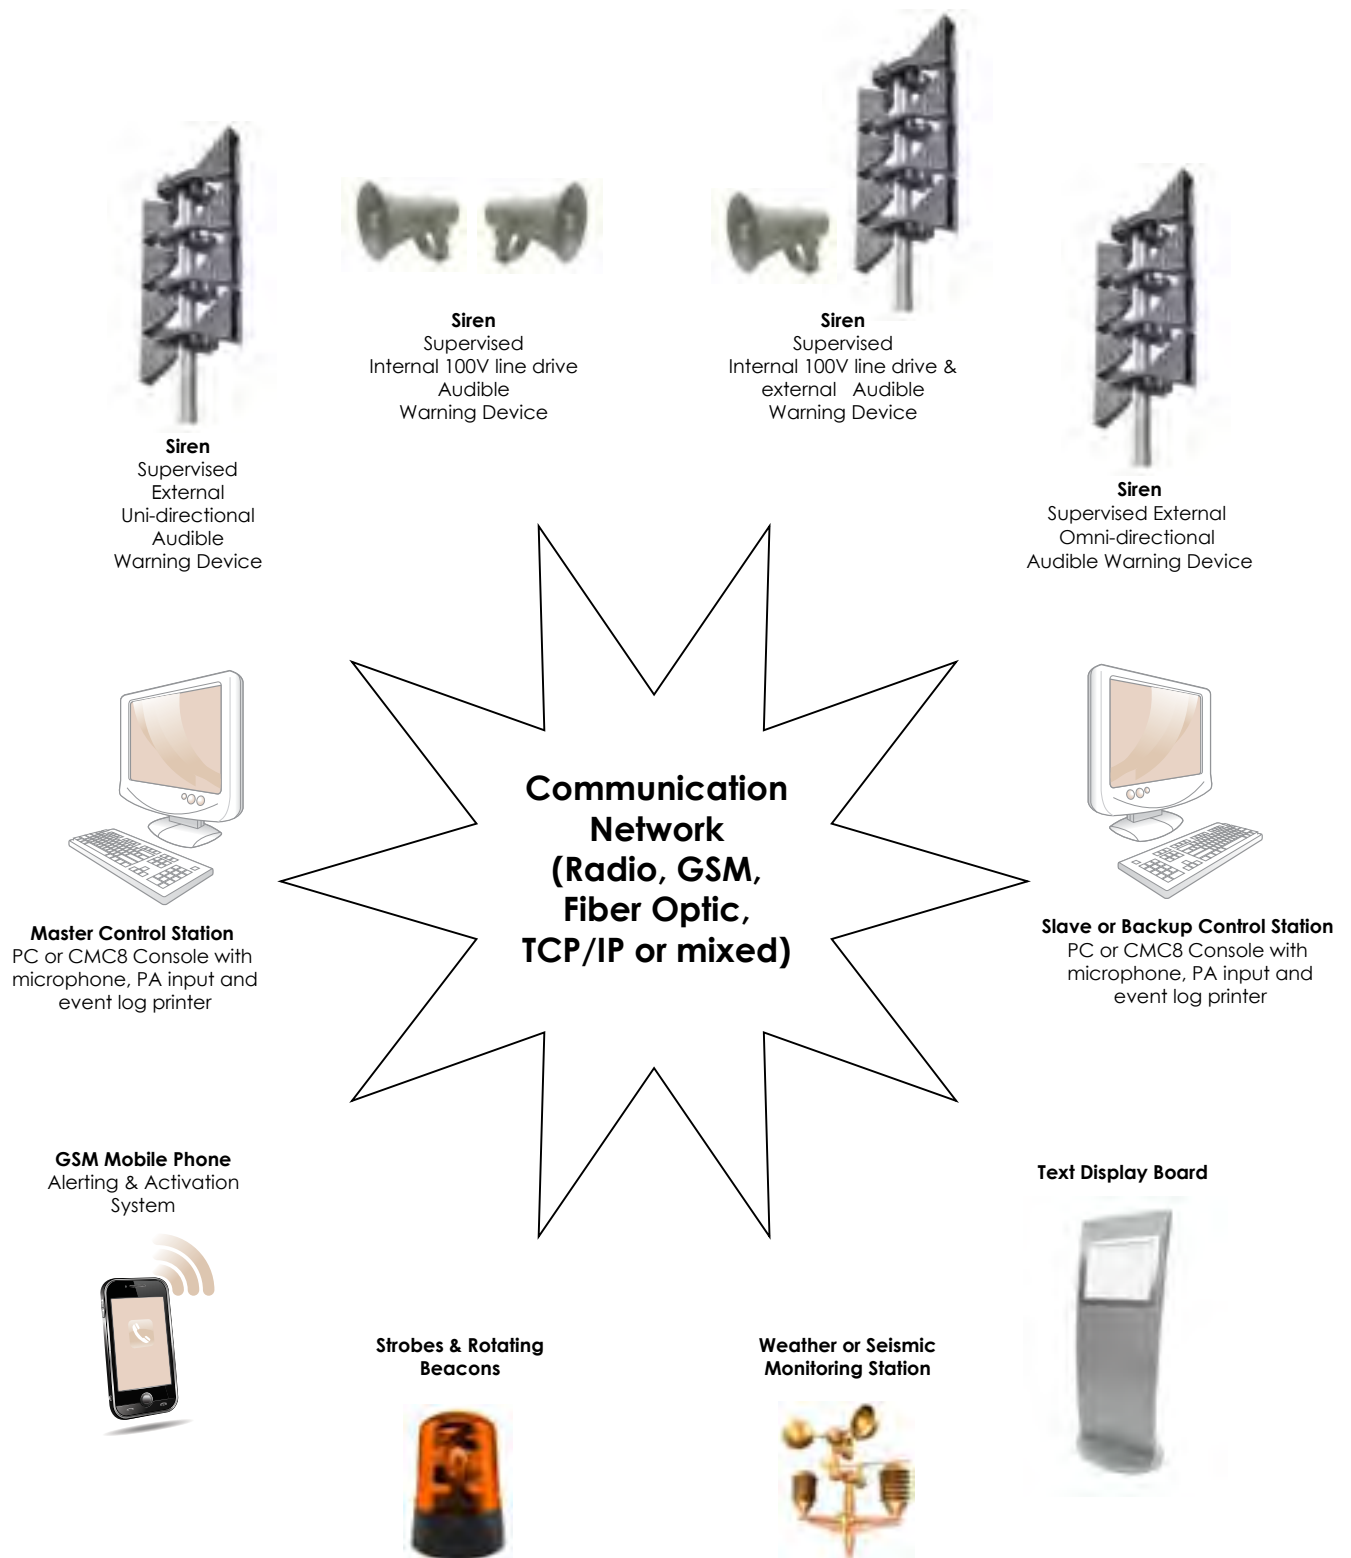 Siren
Supervised
Internal 100V line drive
Audible
Warning Device
Siren
Supervised
Internal 100V line drive &
external Audible
Warning Device
Siren
Supervised
External
Uni-directional
Audible
Warning Device
Siren
Supervised External
Omni-directional
Audible Warning Device
Communication
Network
(Radio, GSM,
Fiber Optic,
TCP/IP or mixed)
Master Control Station
PC or CMC8 Console with
microphone, PA input and
event log printer
Slave or Backup Control Station
PC or CMC8 Console with
microphone, PA input and
event log printer
GSM Mobile Phone
Alerting & Activation
System
Text Display Board
Strobes & Rotating
Beacons
Weather or Seismic
Monitoring Station